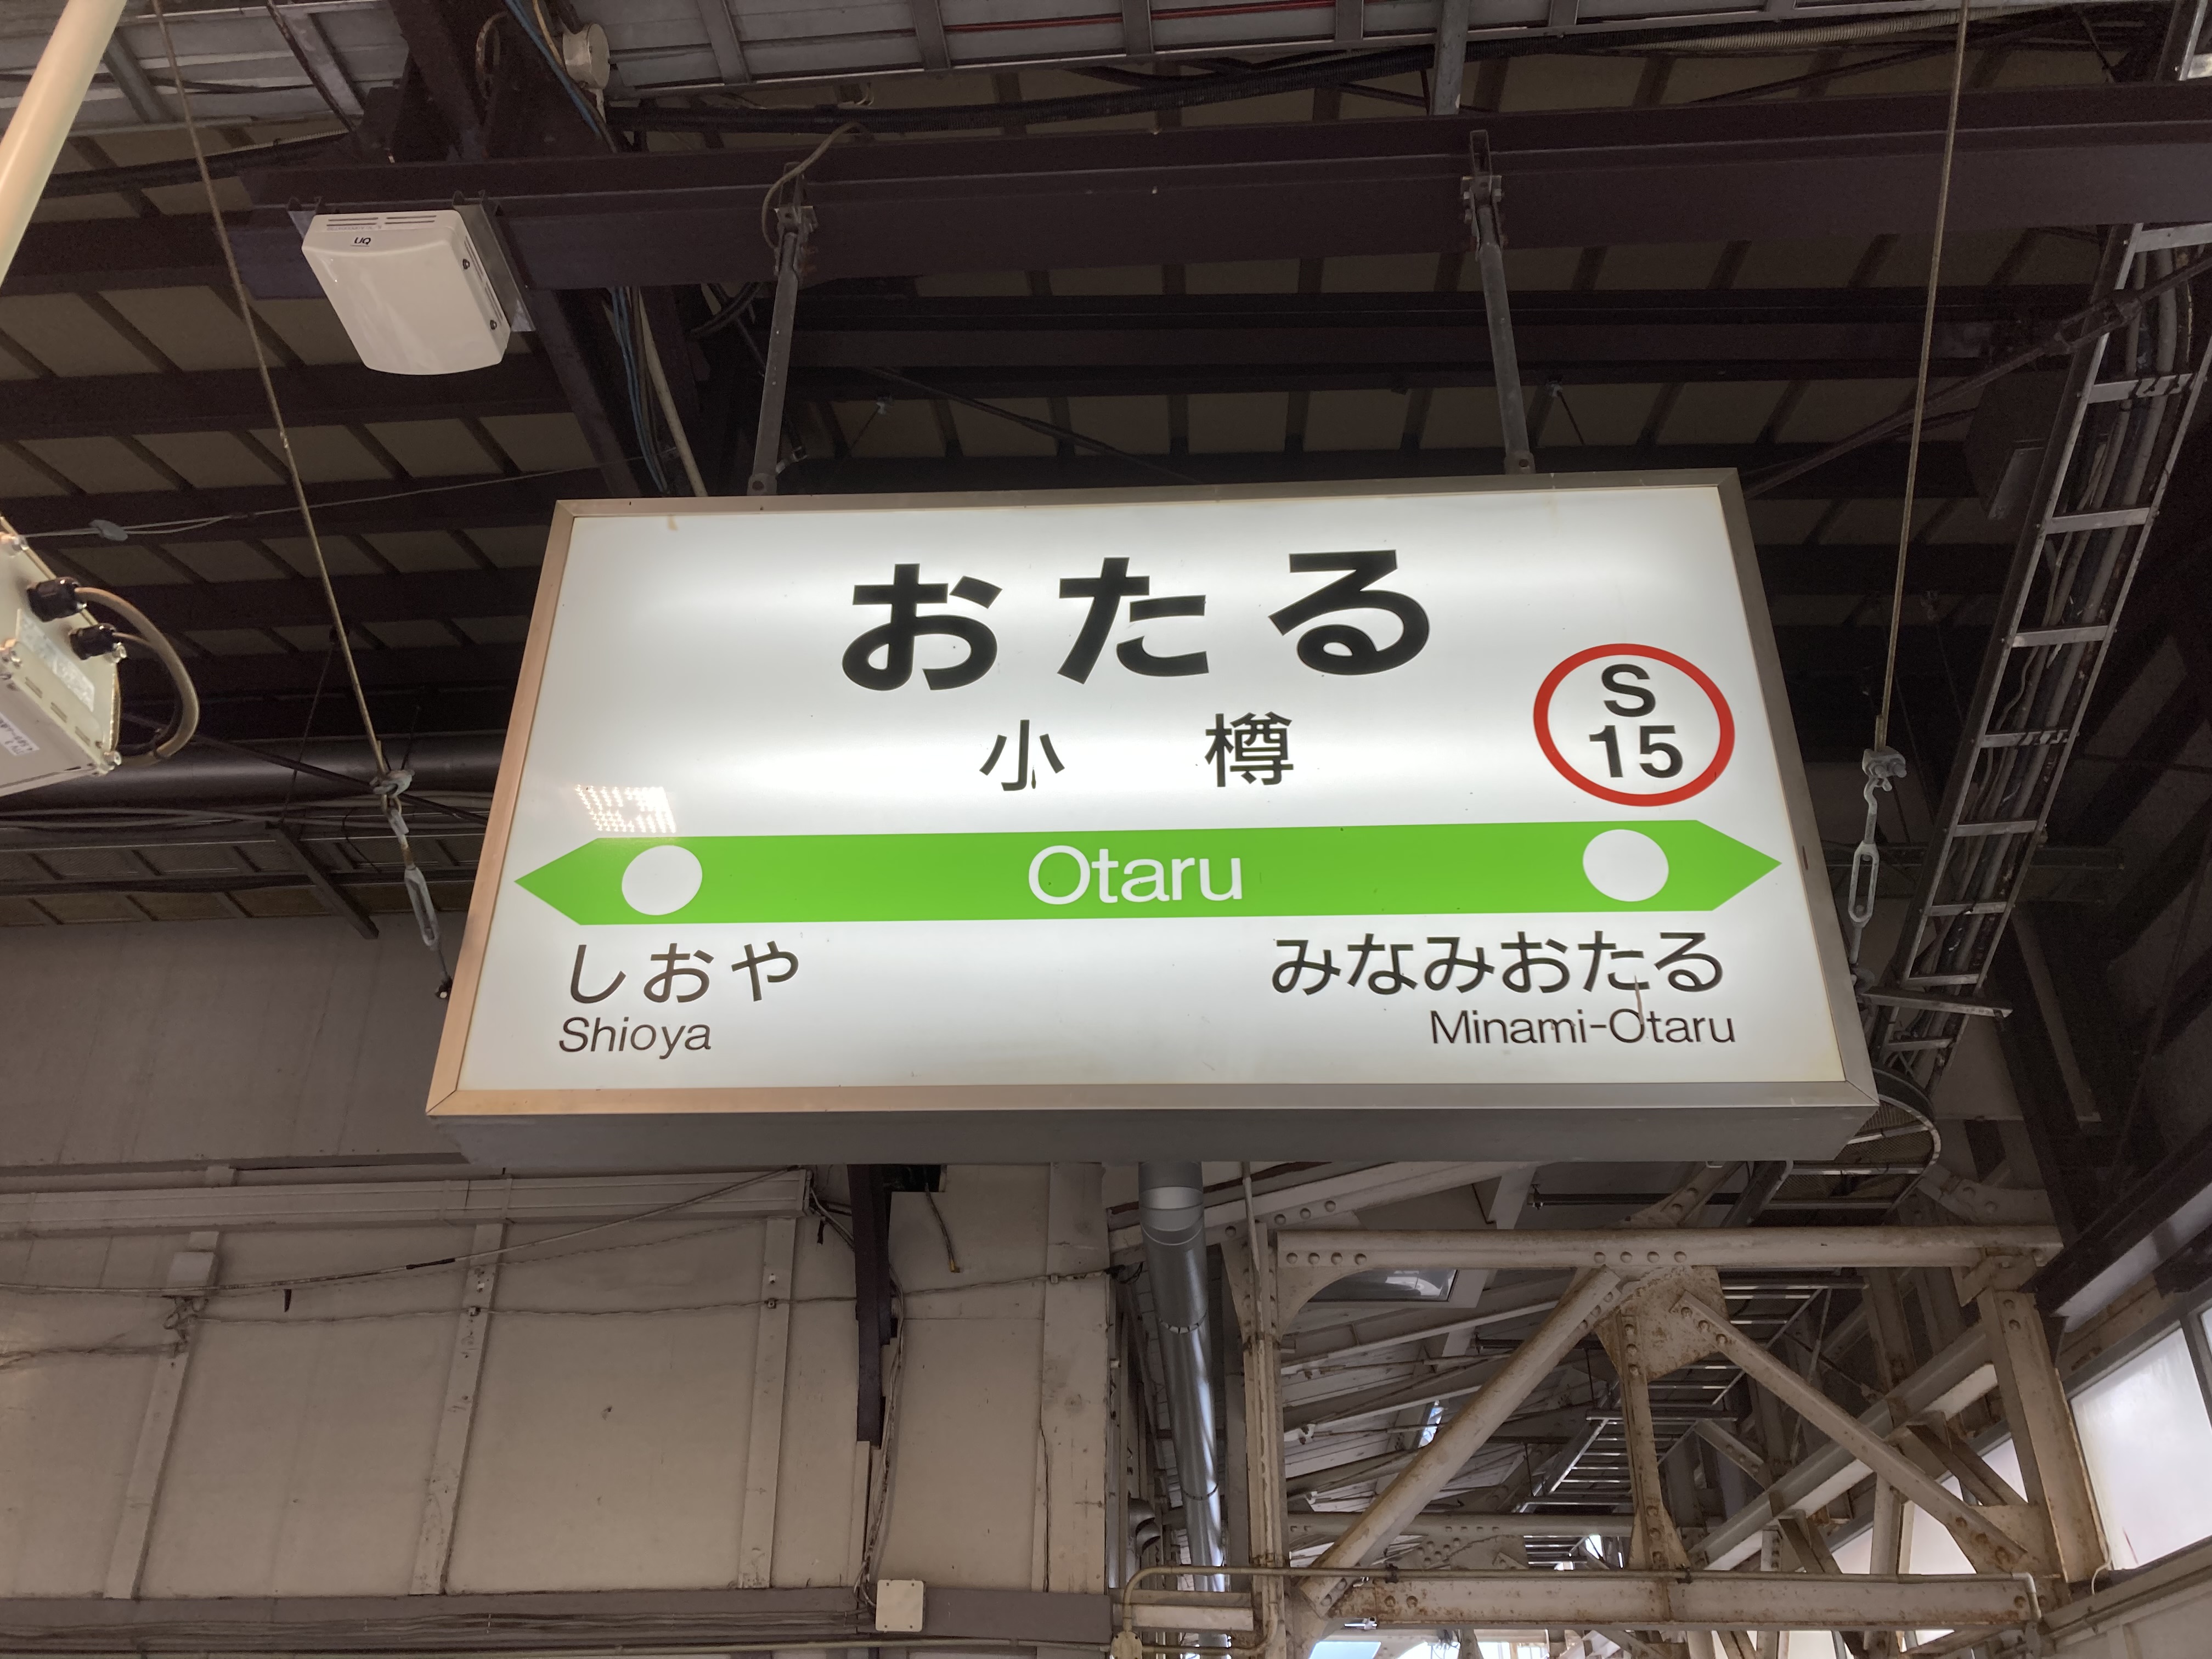 UQ
おたる
小樽
S
15
Otaru
しおや
みなみおたる
Shioya
Minami-Otaru